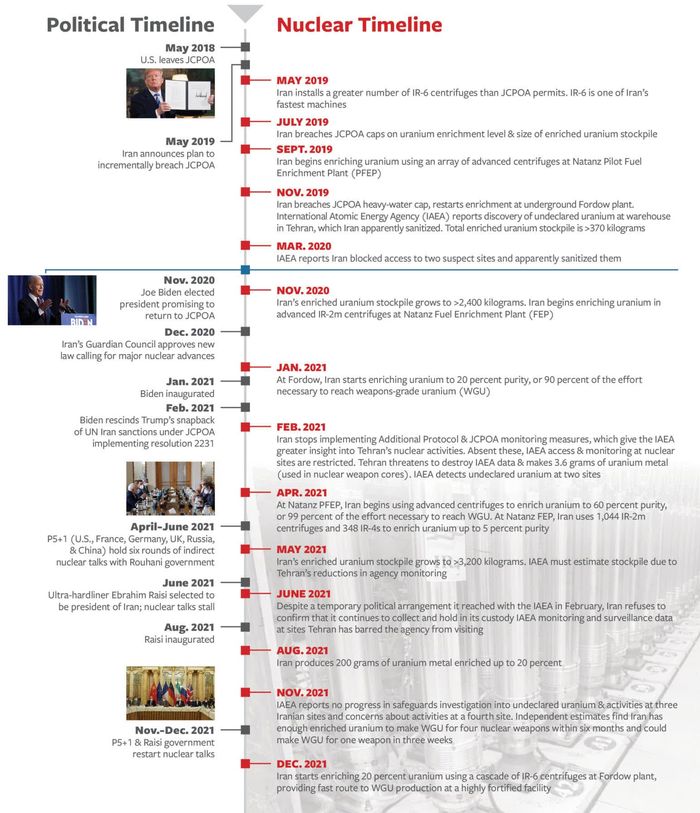 Political Timeline
Nuclear Timeline
May 2018
U.S. leaves JCPOA
MAY 2019
Iran installs a greater number of IR-6 centrifuges than JCPOA permits. IR-6 is one of Iran's
fastest machines
JULY 2019
Iran breaches JCPOA caps on uranium enrichment level & size of enriched uranium stockpile
May 2019
Iran announces plan to
incrementally breach JCPOA
SEPT. 2019
Iran begins enriching uranium using an array of advanced centrifuges at Natanz Pilot Fuel
Enrichment Plant (PFEP)
NOV. 2019
Iran breaches JCPOA heavy-water cap, restarts enrichment at underground Fordow plant.
International Atomic Energy Agency (IAEA) reports discovery of undeclared uranium at warehouse
in Tehran, which Iran apparently sanitized. Total enriched uranium stockpile is >370 kilograms
MAR. 2020
IAEA reports Iran blocked access to two suspect sites and apparently sanitized them
Nov. 2020
Joe Biden elected
president promising to
return to JCPOA
BIDEN
NOV. 2020
Iran's enriched uranium stockpile grows to >2,400 kilograms. Iran begins enriching uranium in
advanced IR-2m centrifuges at Natanz Fuel Enrichment Plant (FEP)
Dec. 2020
Iran's Guardian Council approves new
law calling for major nuclear advances
JAN. 2021
At Fordow, Iran starts enriching uranium to 20 percent purity, or 90 percent of the effort
necessary to reach weapons-grade uranium (WGU)
Jan. 2021
Biden inaugurated
Feb. 2021
Biden rescinds Trump's snapback
of UN Iran sanctions under JCPOA
implementing resolution 2231
FEB. 2021
Iran stops implementing Additional Protocol & JCPOA monitoring measures, which give the IAEA
greater insight into Tehran's nuclear activities. Absent these, IAEA access & monitoring at nuclear
sites are restricted. Tehran threatens to destroy IAEA data & makes 3.6 grams of uranium metal
(used in nuclear weapon cores). IAEA detects undeclared uranium at two sites
APR. 2021
At Natanz PFEP, Iran begins using advanced centrifuges to enrich uranium to 60 percent purity,
or 99 percent of the effort necessary to reach WGU. At Natanz FEP, Iran uses 1,044 IR-2m
centrifuges and 348 IR-4s to enrich uranium up to 5 percent purity
April–June 2021
P5+1 (U.S., France, Germany, UK, Russia,
& China) hold six rounds of indirect
nuclear talks with Rouhani government
MAY 2021
Iran's enriched uranium stockpile grows to >3,200 kilograms. IAEA must estimate stockpile due to
Tehran's reductions in agency monitoring
June 2021
Ultra-hardliner Ebrahim Raisi selected to
be president of Iran; nuclear talks stall
JUNE 2021
Despite a temporary political arrangement it reached with the IAEA in February, Iran refuses to
confirm that it continues to collect and hold in its custody IAEA monitoring and surveillance data
at sites Tehran has barred the agency from visiting
Aug. 2021
Raisi inaugurated
AUG. 2021
Iran produces 200 grams of uranium metal enriched up to 20 percent
NOV. 2021
IAEA reports no progress in safeguards investigation into undeclared uranium & activities at three
Iranian sites and concerns about activities at a fourth site. Independent estimates find Iran has
enough enriched uranium to make WGU for four nuclear weapons within six months and could
make WGU for one weapon in three weeks
Nov.–Dec. 2021
P5+1 & Raisi government
restart nuclear talks
DEC. 2021
Iran starts enriching 20 percent uranium using a cascade of IR-6 centrifuges at Fordow plant,
providing fast route to WGU production at a highly fortified facility